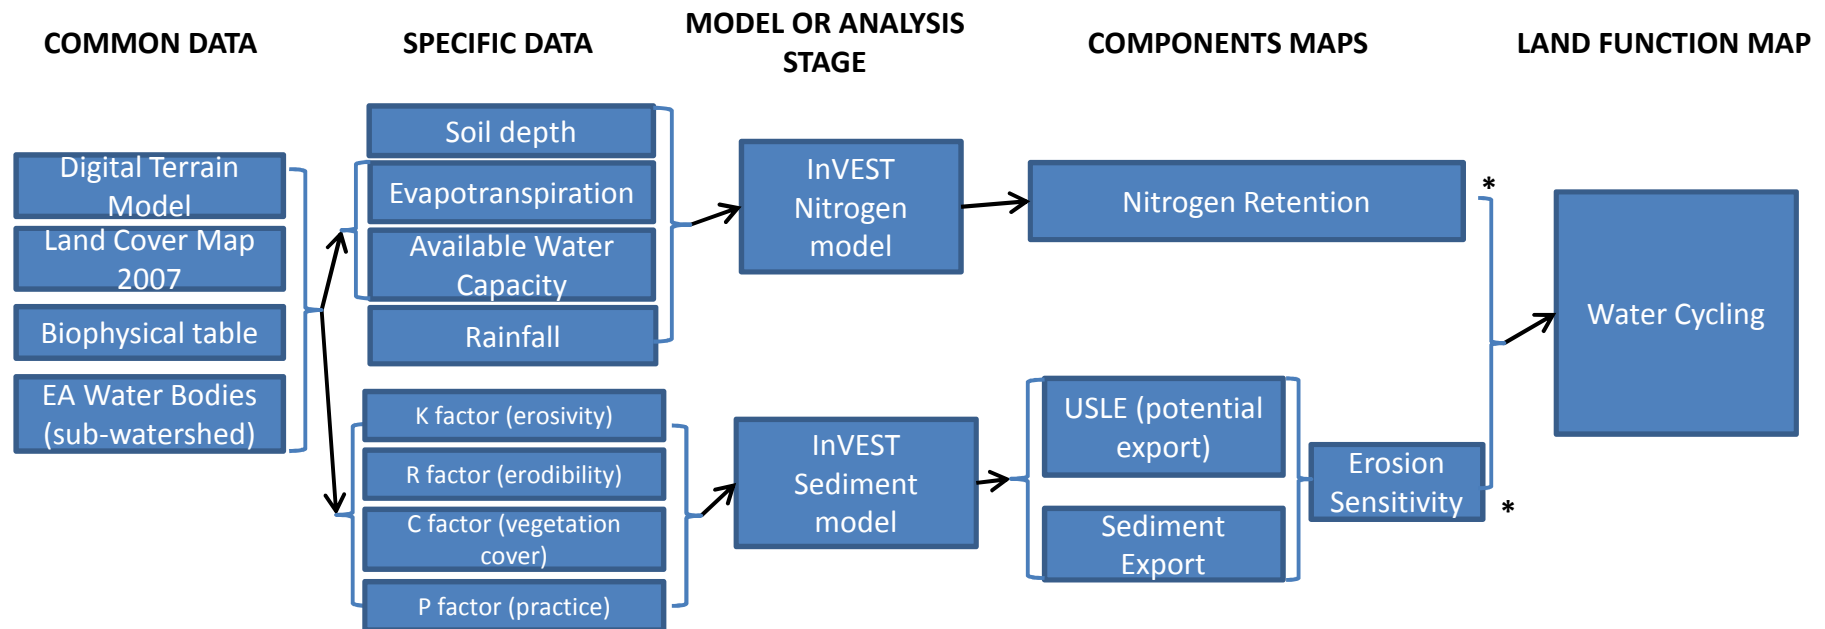 COMMON DATA
SPECIFIC DATA
MODEL OR ANALYSIS
STAGE
COMPONENTS MAPS
LAND FUNCTION MAP
Digital Terrain
Model
Land Cover Map
2007
Biophysical table
EA Water Bodies
(sub-watershed)
Soil depth
Evapotranspiration
Available Water
Capacity
Rainfall
K factor (erosivity)
R factor (erodibility)
C factor (vegetation
cover)
P factor (practice)
InVEST
Nitrogen
model
InVEST
Sediment
model
Nitrogen Retention
*
USLE (potential
export)
Sediment
Export
Erosion
Sensitivity
*
Water Cycling